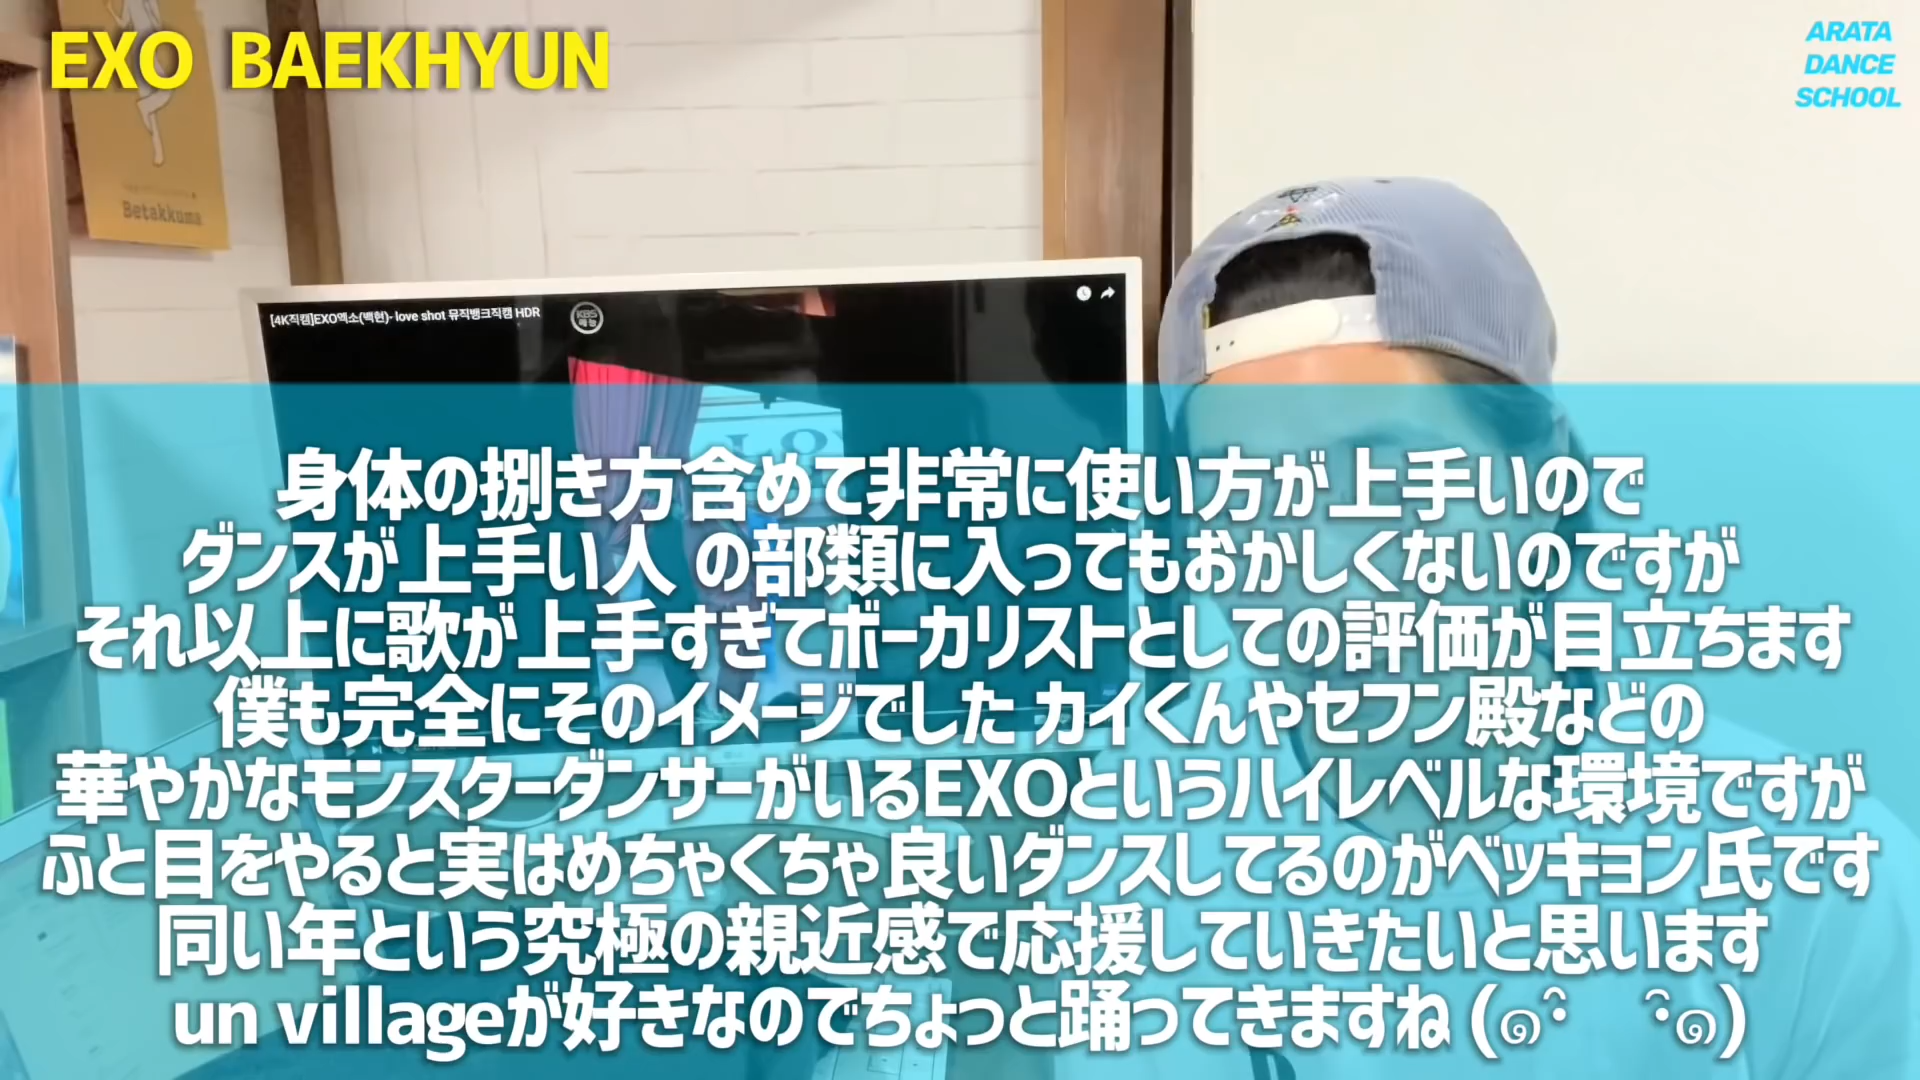 EXO BAEKHYUN
ARATA
DANCE
SCHOOL
Betakkuma
[4K직캠]EXO엑소(백현)- love shot 뮤직뱅크직캠 HDR
KBS
예능
LOV
身体の捌き方含めて非常に使い方が上手いので
ダンスが上手い人 の部類に入ってもおかしくないのですが
それ以上に歌が上手すぎてボーカリストとしての評価が目立ちます
僕も完全にそのイメージでした カイくんやセフン殿などの
華やかなモンスターダンサーがいるEXOというハイレベルな環境ですが
ふと目をやると実はめちゃくちゃ良いダンスしてるのがベッキョン氏です
同い年という究極の親近感で応援していきたいと思います
un villageが好きなのでちょっと踊ってきますね (๑ᵔ ᵔ๑)